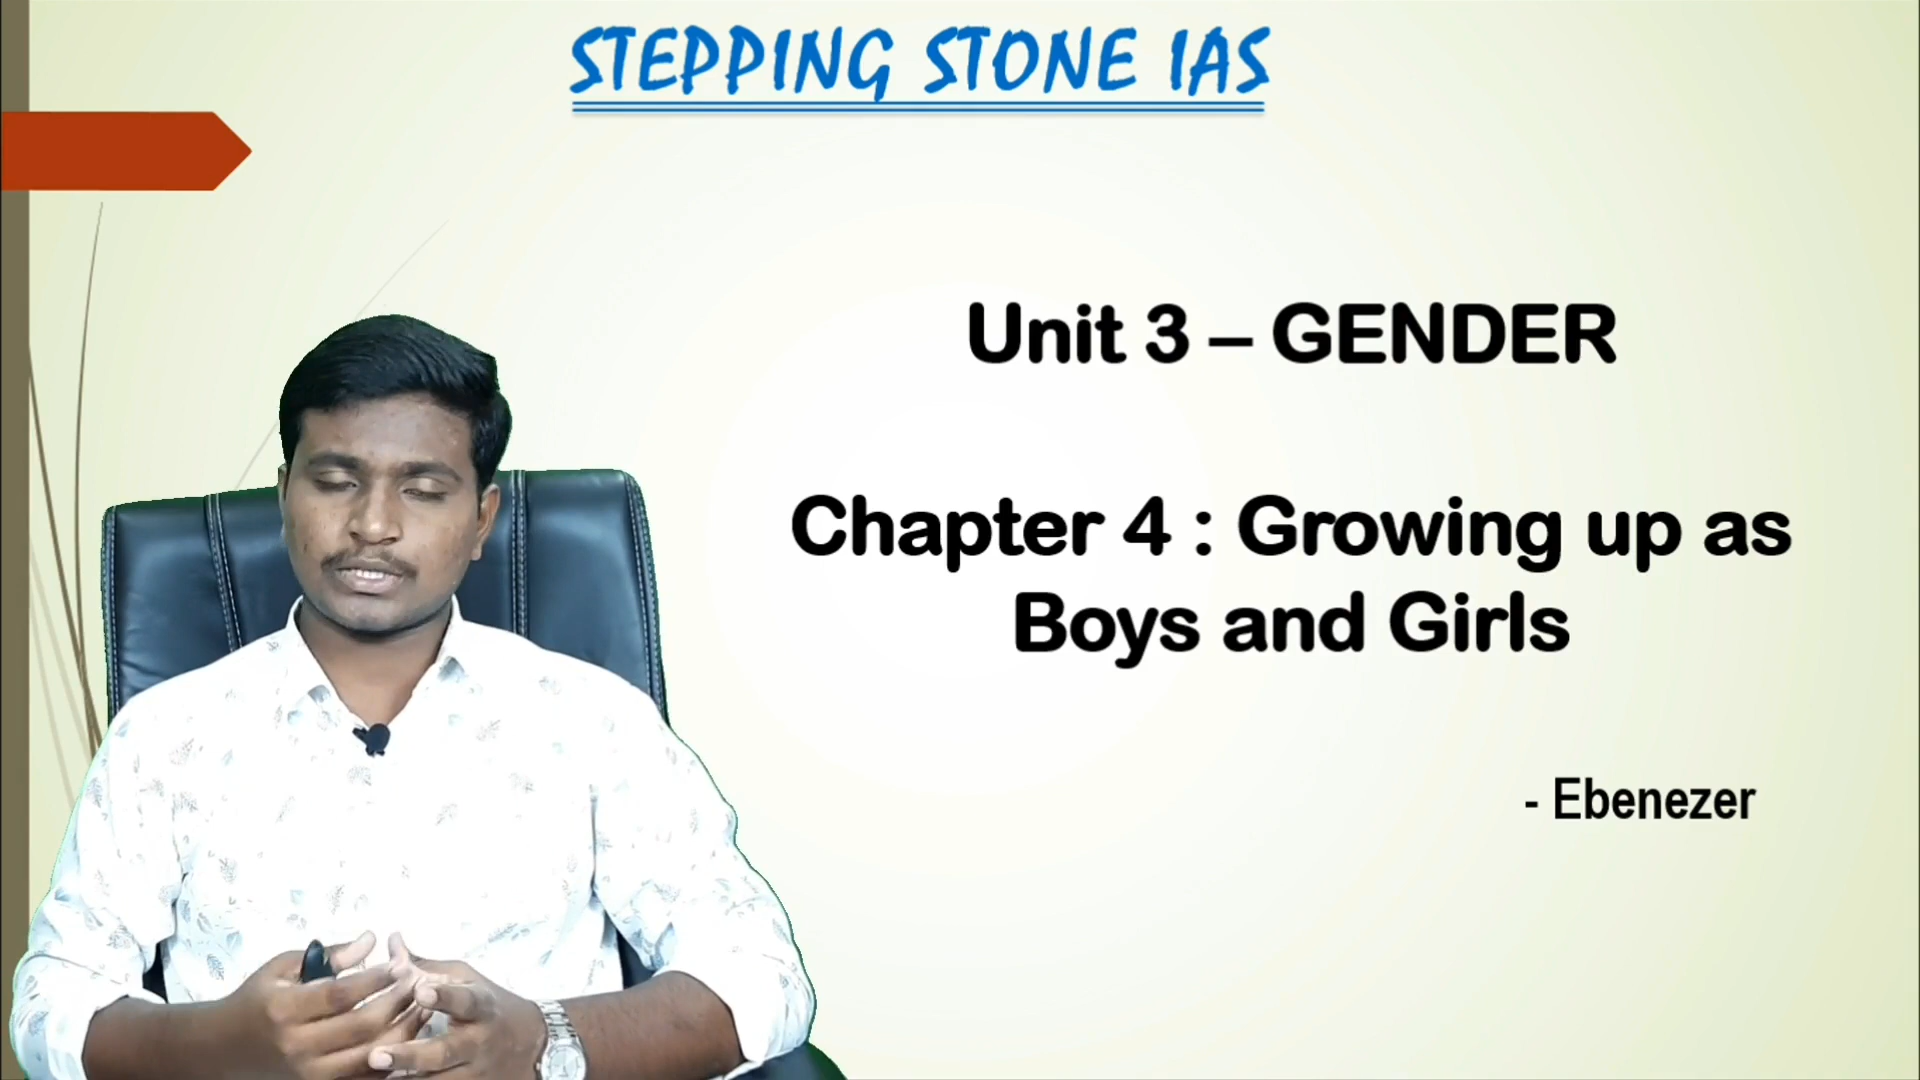 STEPPING STONE IAS
Unit 3 – GENDER
Chapter 4 : Growing up as
Boys and Girls
- Ebenezer